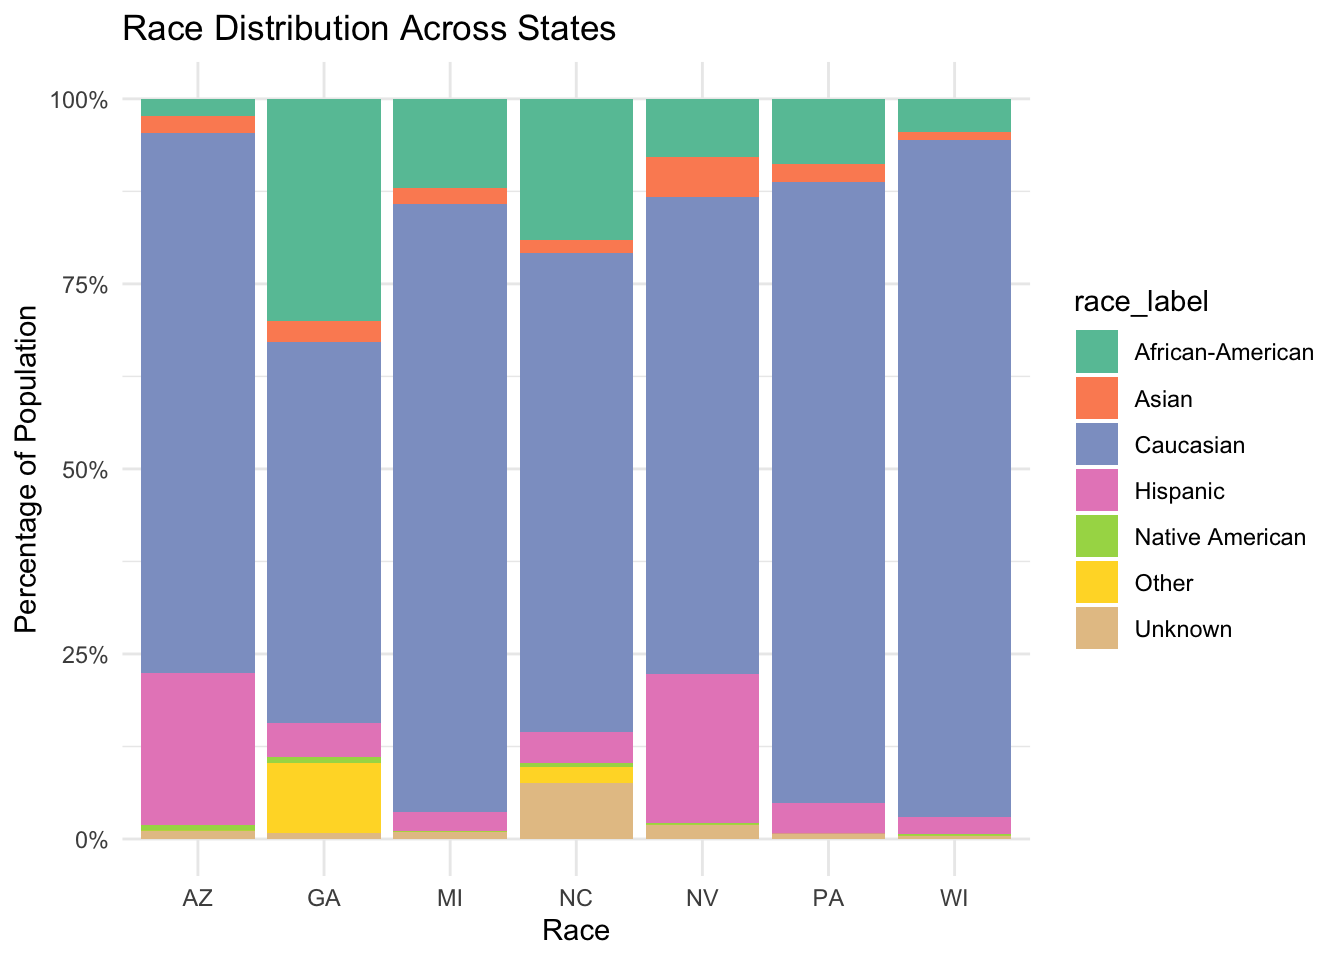 Race Distribution Across States
Percentage of Population
100%
75%
50%
25%
0%
AZ GA MI NC NV PA WI
Race
race_label
African-American
Asian
Caucasian
Hispanic
Native American
Other
Unknown